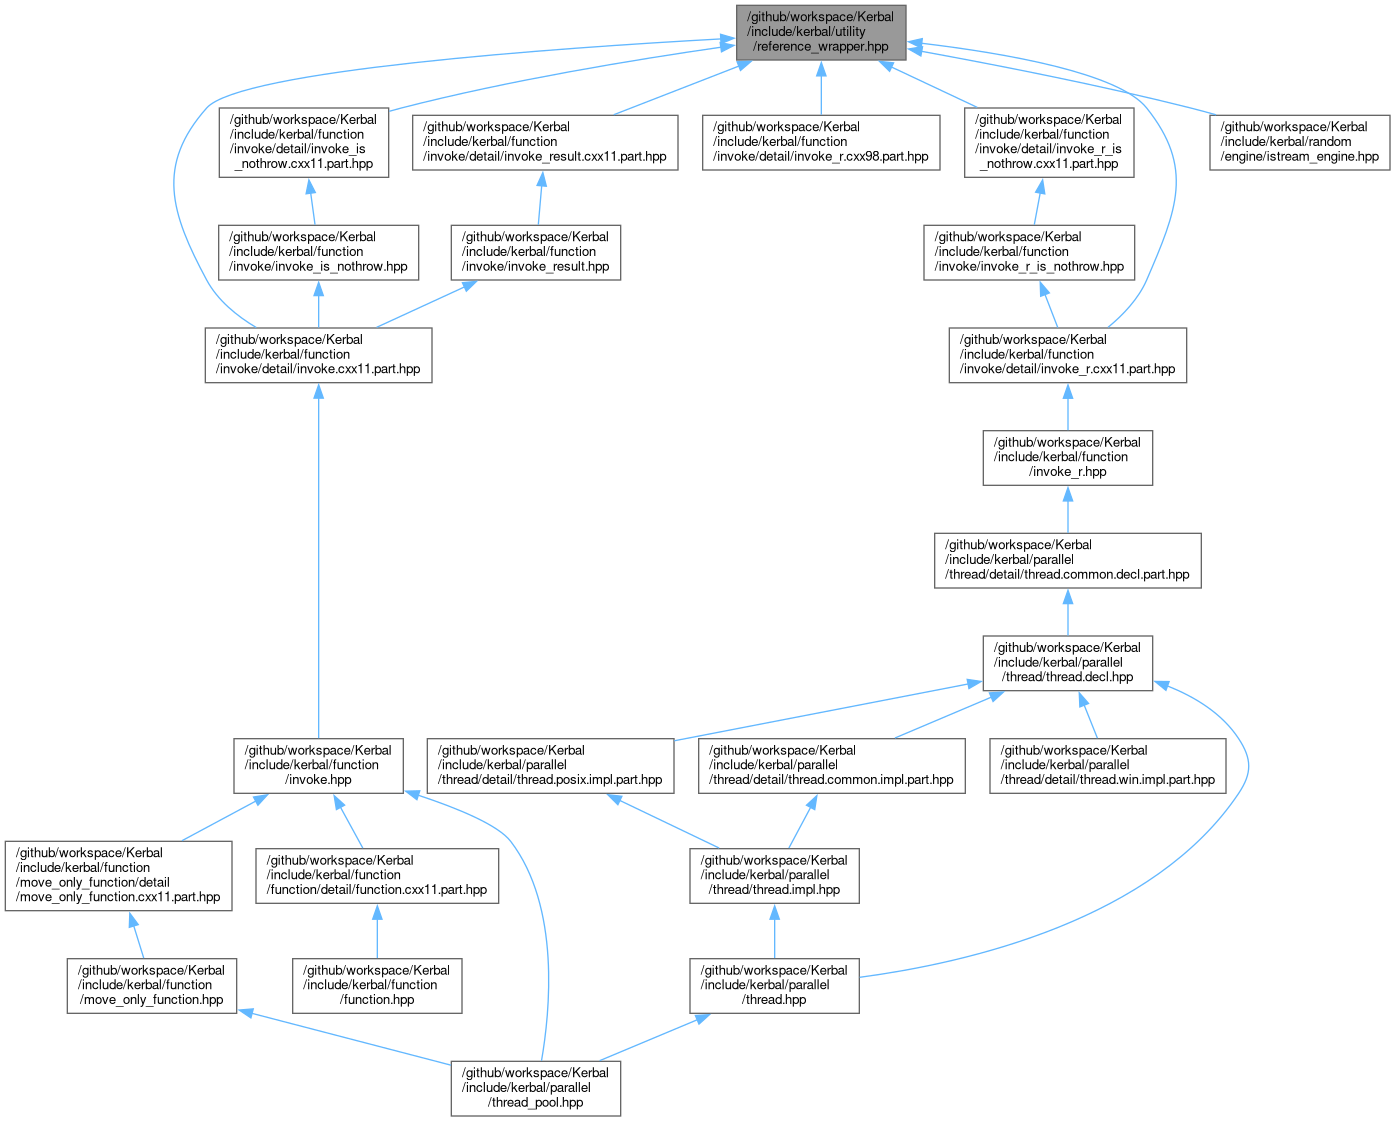 /github/workspace/Kerbal
/include/kerbal/utility
/reference_wrapper.hpp
/github/workspace/Kerbal
/include/kerbal/function
/invoke/detail/invoke_is
_nothrow.cxx11.part.hpp
/github/workspace/Kerbal
/include/kerbal/function
/invoke/detail/invoke_result.cxx11.part.hpp
/github/workspace/Kerbal
/include/kerbal/function
/invoke/detail/invoke_r.cxx98.part.hpp
/github/workspace/Kerbal
/include/kerbal/function
/invoke/detail/invoke_r_is
_nothrow.cxx11.part.hpp
/github/workspace/Kerbal
/include/kerbal/random
/engine/istream_engine.hpp
/github/workspace/Kerbal
/include/kerbal/function
/invoke/invoke_is_nothrow.hpp
/github/workspace/Kerbal
/include/kerbal/function
/invoke/invoke_result.hpp
/github/workspace/Kerbal
/include/kerbal/function
/invoke/invoke_r_is_nothrow.hpp
/github/workspace/Kerbal
/include/kerbal/function
/invoke/detail/invoke.cxx11.part.hpp
/github/workspace/Kerbal
/include/kerbal/function
/invoke/detail/invoke_r.cxx11.part.hpp
/github/workspace/Kerbal
/include/kerbal/function
/invoke_r.hpp
/github/workspace/Kerbal
/include/kerbal/parallel
/thread/detail/thread.common.decl.part.hpp
/github/workspace/Kerbal
/include/kerbal/parallel
/thread/thread.decl.hpp
/github/workspace/Kerbal
/include/kerbal/function
/invoke.hpp
/github/workspace/Kerbal
/include/kerbal/parallel
/thread/detail/thread.posix.impl.part.hpp
/github/workspace/Kerbal
/include/kerbal/parallel
/thread/detail/thread.common.impl.part.hpp
/github/workspace/Kerbal
/include/kerbal/parallel
/thread/detail/thread.win.impl.part.hpp
/github/workspace/Kerbal
/include/kerbal/function
/move_only_function/detail
/move_only_function.cxx11.part.hpp
/github/workspace/Kerbal
/include/kerbal/function
/function/detail/function.cxx11.part.hpp
/github/workspace/Kerbal
/include/kerbal/parallel
/thread/thread.impl.hpp
/github/workspace/Kerbal
/include/kerbal/function
/move_only_function.hpp
/github/workspace/Kerbal
/include/kerbal/function
/function.hpp
/github/workspace/Kerbal
/include/kerbal/parallel
/thread.hpp
/github/workspace/Kerbal
/include/kerbal/parallel
/thread_pool.hpp